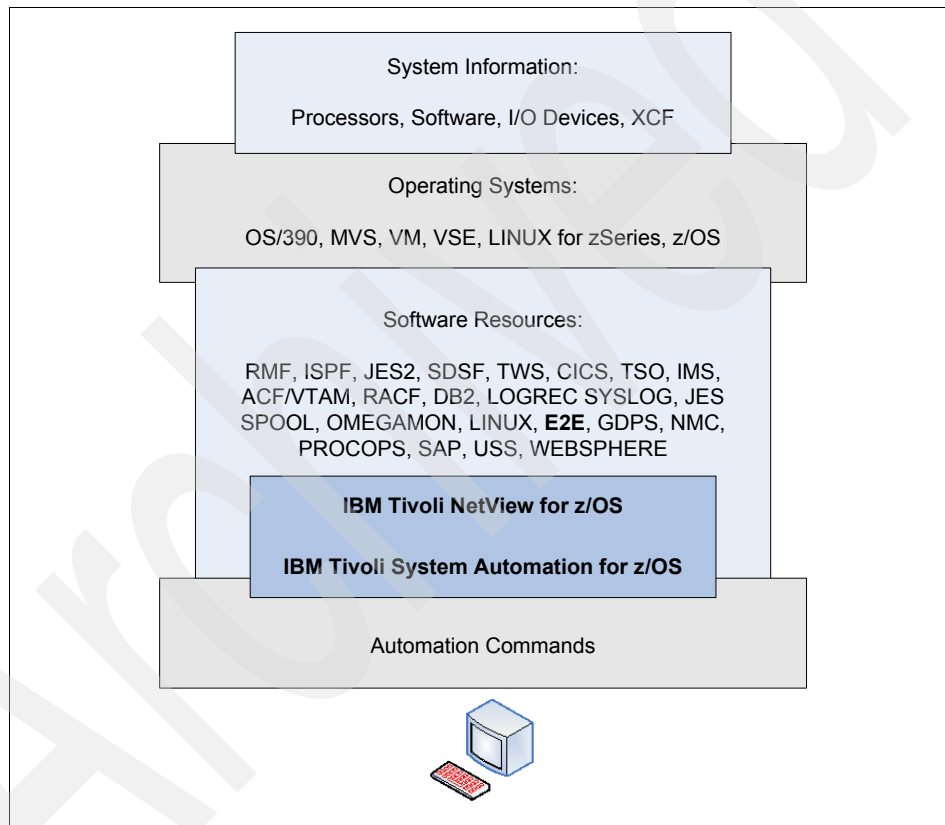 System Information:
Processors, Software, I/O Devices, XCF
Operating Systems:
OS/390, MVS, VM, VSE, LINUX for zSeries, z/OS
Software Resources:
RMF, ISPF, JES2, SDSF, TWS, CICS, TSO, IMS,
ACF/VTAM, RACF, DB2, LOGREC SYSLOG, JES
SPOOL, OMEGAMON, LINUX, E2E, GDPS, NMC,
PROCOPS, SAP, USS, WEBSPHERE
IBM Tivoli NetView for z/OS
IBM Tivoli System Automation for z/OS
Automation Commands
Archived